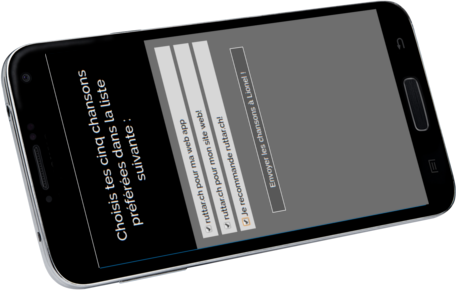 Choisis tes cinq chansons
préférées dans la liste
suivante :
ruttar.ch pour ma web app
ruttar.ch pour mon site web!
Je recommande ruttar.ch!
Envoyer les chansons à Lionel !